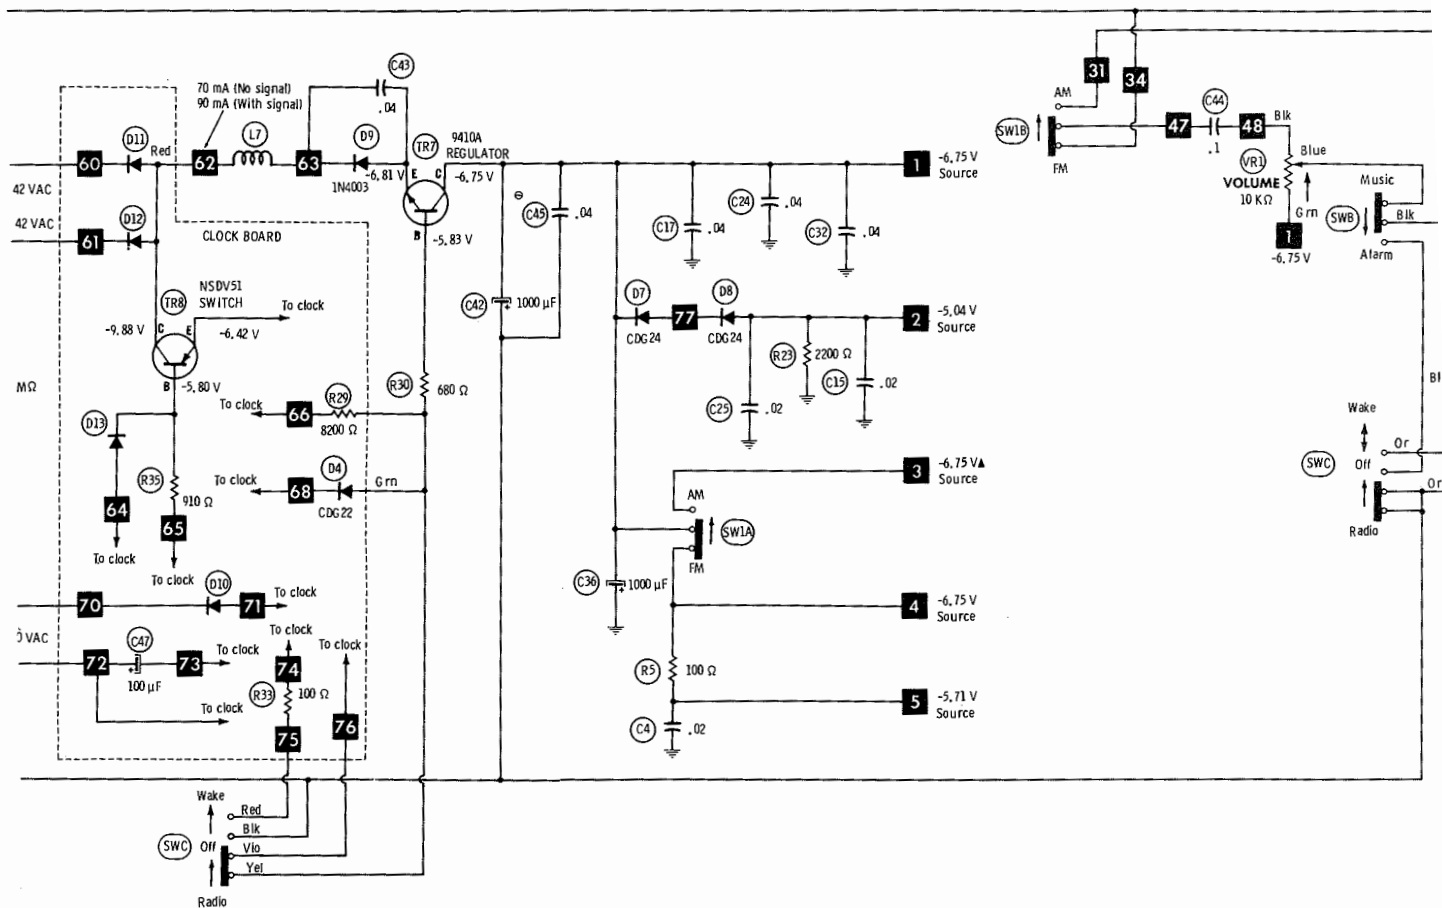 70 mA (No signal)
90 mA (With signal)
C43
.04
D11
Red
60
62
L7
63
D9
1N4003
-6.81 V
TR7
9410A
REGULATOR
E
C
-6.75 V
B
-5.83 V
42 VAC
42 VAC
D12
61
CLOCK BOARD
NSDV51
SWITCH
TR8
To clock
-9.88 V
C
E
-6.42 V
B
-5.80 V
MΩ
D13
R35
910 Ω
64
65
To clock
To clock
To clock
66
R29
8200 Ω
R30
680 Ω
To clock
68
D4
CDG22
Grn
70
D10
71
To clock
VAC
72
C47
+
100 µF
73
To clock
To clock
To clock
74
R33
100 Ω
75
To clock
76
Wake
Off
Radio
SWC
Red
Blk
Vio
Yel
C42
+
1000 µF
⊖
C45
.04
C17
.04
C24
.04
C32
.04
1
-6.75 V
Source
D7
CDG24
77
D8
CDG24
2
-5.04 V
Source
R23
2200 Ω
C15
.02
C25
.02
3
-6.75 V▲
Source
AM
SW1A
FM
C36
+
1000 µF
4
-6.75 V
Source
R5
100 Ω
5
-5.71 V
Source
C4
.02
31
34
AM
SW1B
FM
47
C44
.1
48
Blk
VR1
VOLUME
10 KΩ
Blue
Grn
1
-6.75 V
Music
SWB
Blk
Alarm
Bl
Wake
Off
Radio
SWC
Or
Or